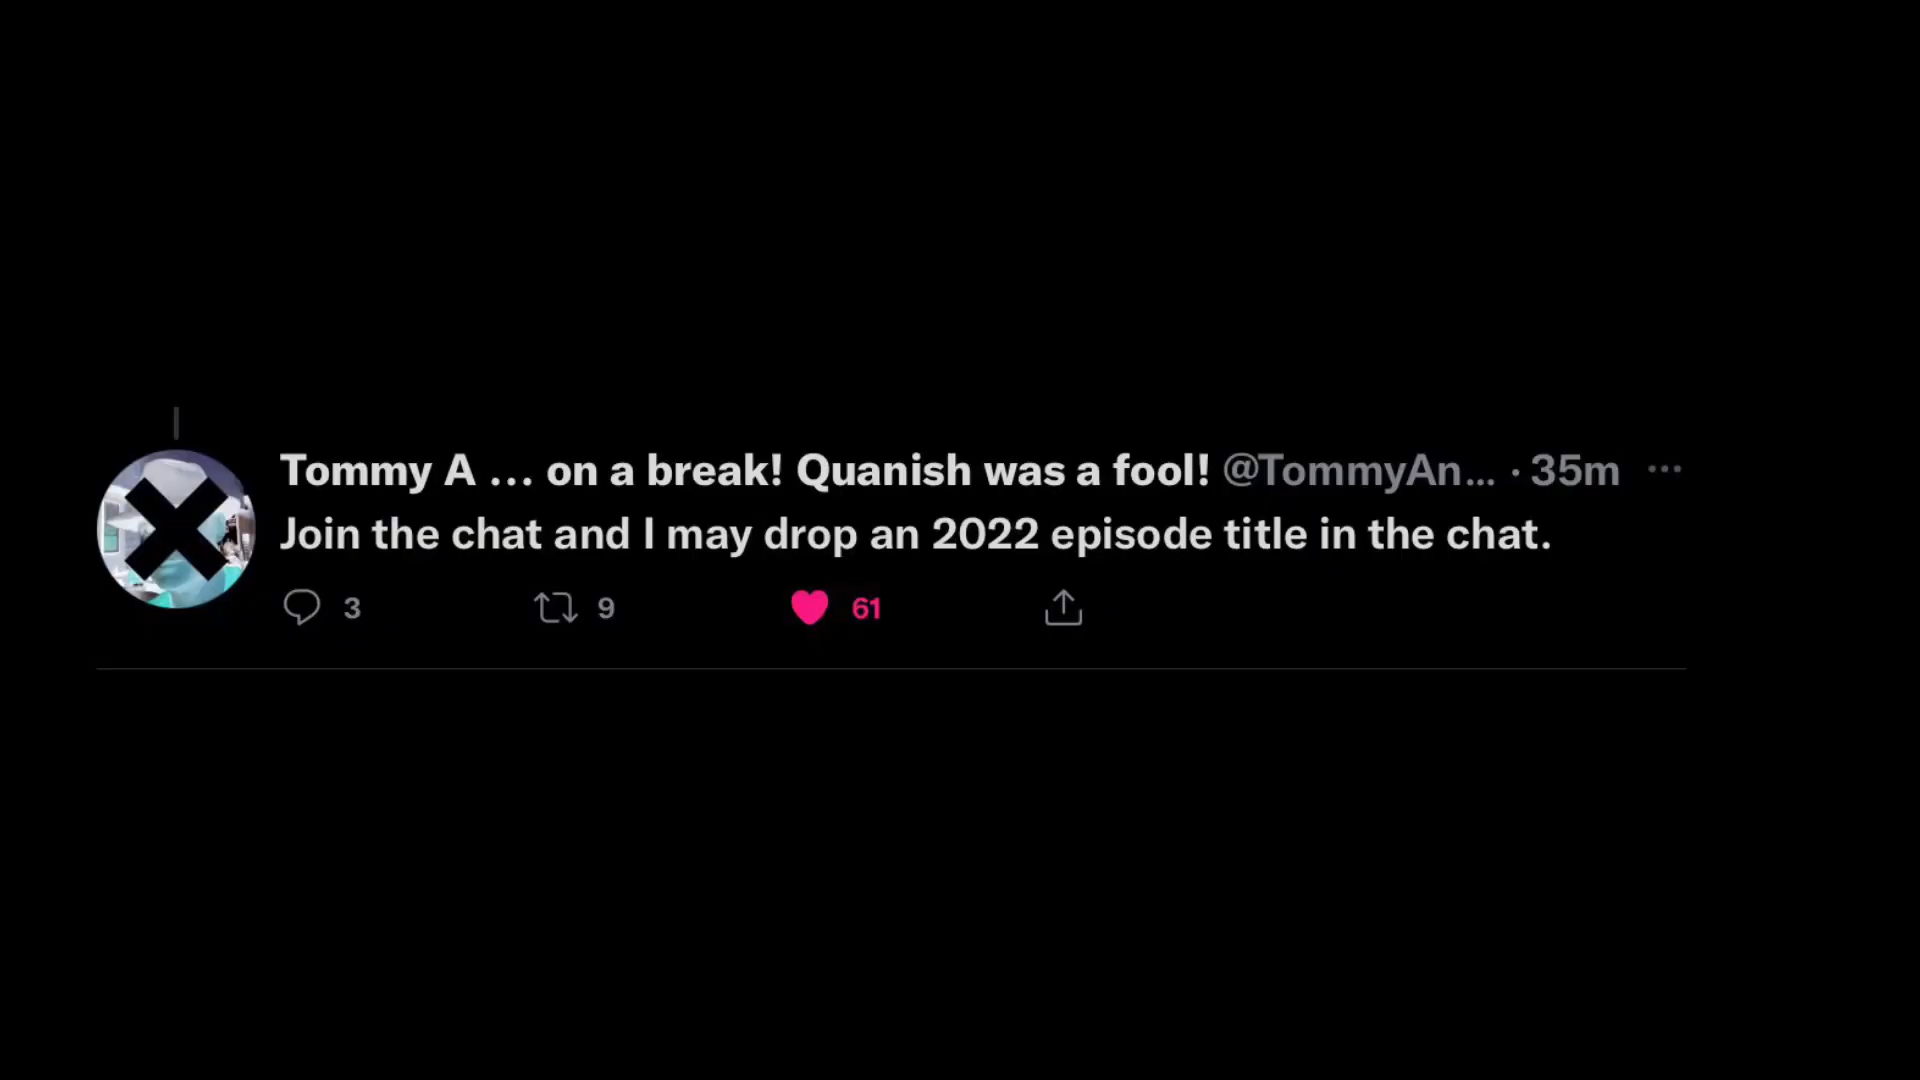 Tommy A ... on a break! Quanish was a fool! @TommyAn... · 35m ...
Join the chat and I may drop an 2022 episode title in the chat.
3 9 61